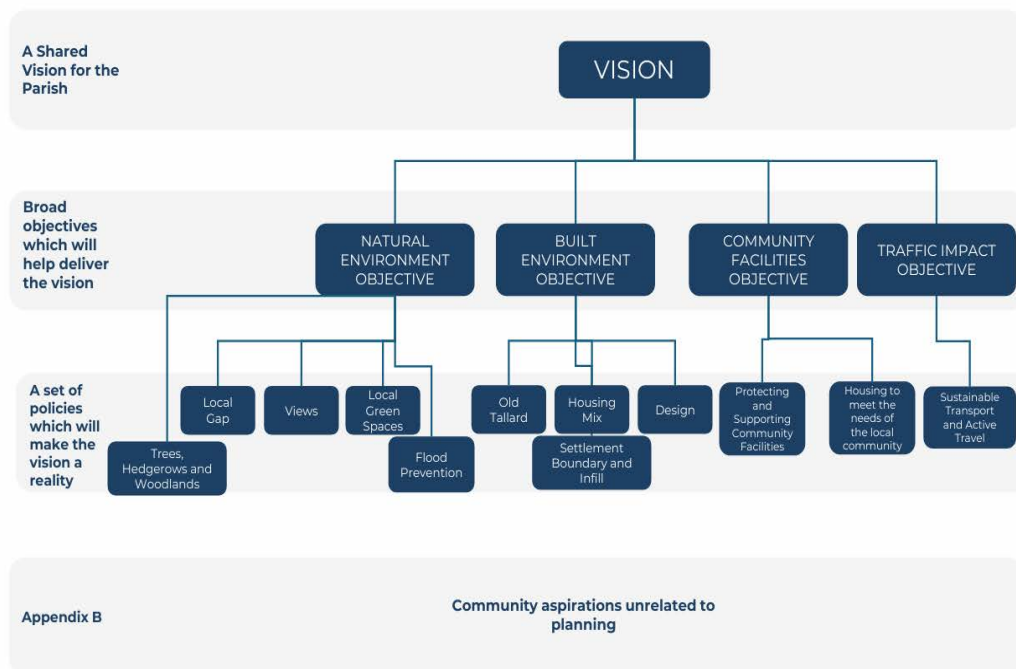 A Shared
Vision for the
Parish
VISION
Broad
objectives
which will
help deliver
the vision
NATURAL
ENVIRONMENT
OBJECTIVE
BUILT
ENVIRONMENT
OBJECTIVE
COMMUNITY
FACILITIES
OBJECTIVE
TRAFFIC IMPACT
OBJECTIVE
A set of
policies
which will
make the
vision a
reality
Trees,
Hedgerows and
Woodlands
Local
Gap
Views
Local
Green
Spaces
Flood
Prevention
Old
Tallard
Housing
Mix
Settlement
Boundary and
Infill
Design
Protecting
and
Supporting
Community
Facilities
Housing to
meet the
needs of
the local
community
Sustainable
Transport
and Active
Travel
Appendix B
Community aspirations unrelated to
planning